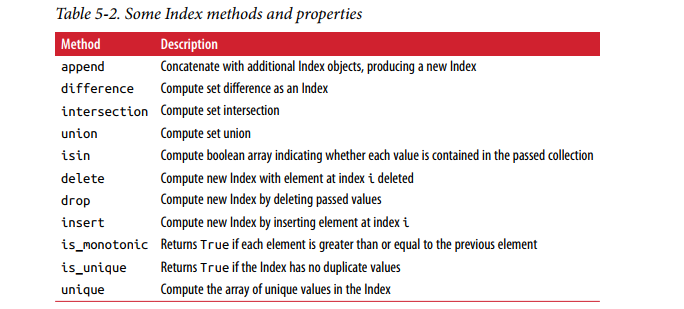 Table 5-2. Some Index methods and properties
Method Description
append Concatenate with additional Index objects, producing a new Index
difference Compute set difference as an Index
intersection Compute set intersection
union Compute set union
isin Compute boolean array indicating whether each value is contained in the passed collection
delete Compute new Index with element at index i deleted
drop Compute new Index by deleting passed values
insert Compute new Index by inserting element at index i
is_monotonic Returns True if each element is greater than or equal to the previous element
is_unique Returns True if the Index has no duplicate values
unique Compute the array of unique values in the Index